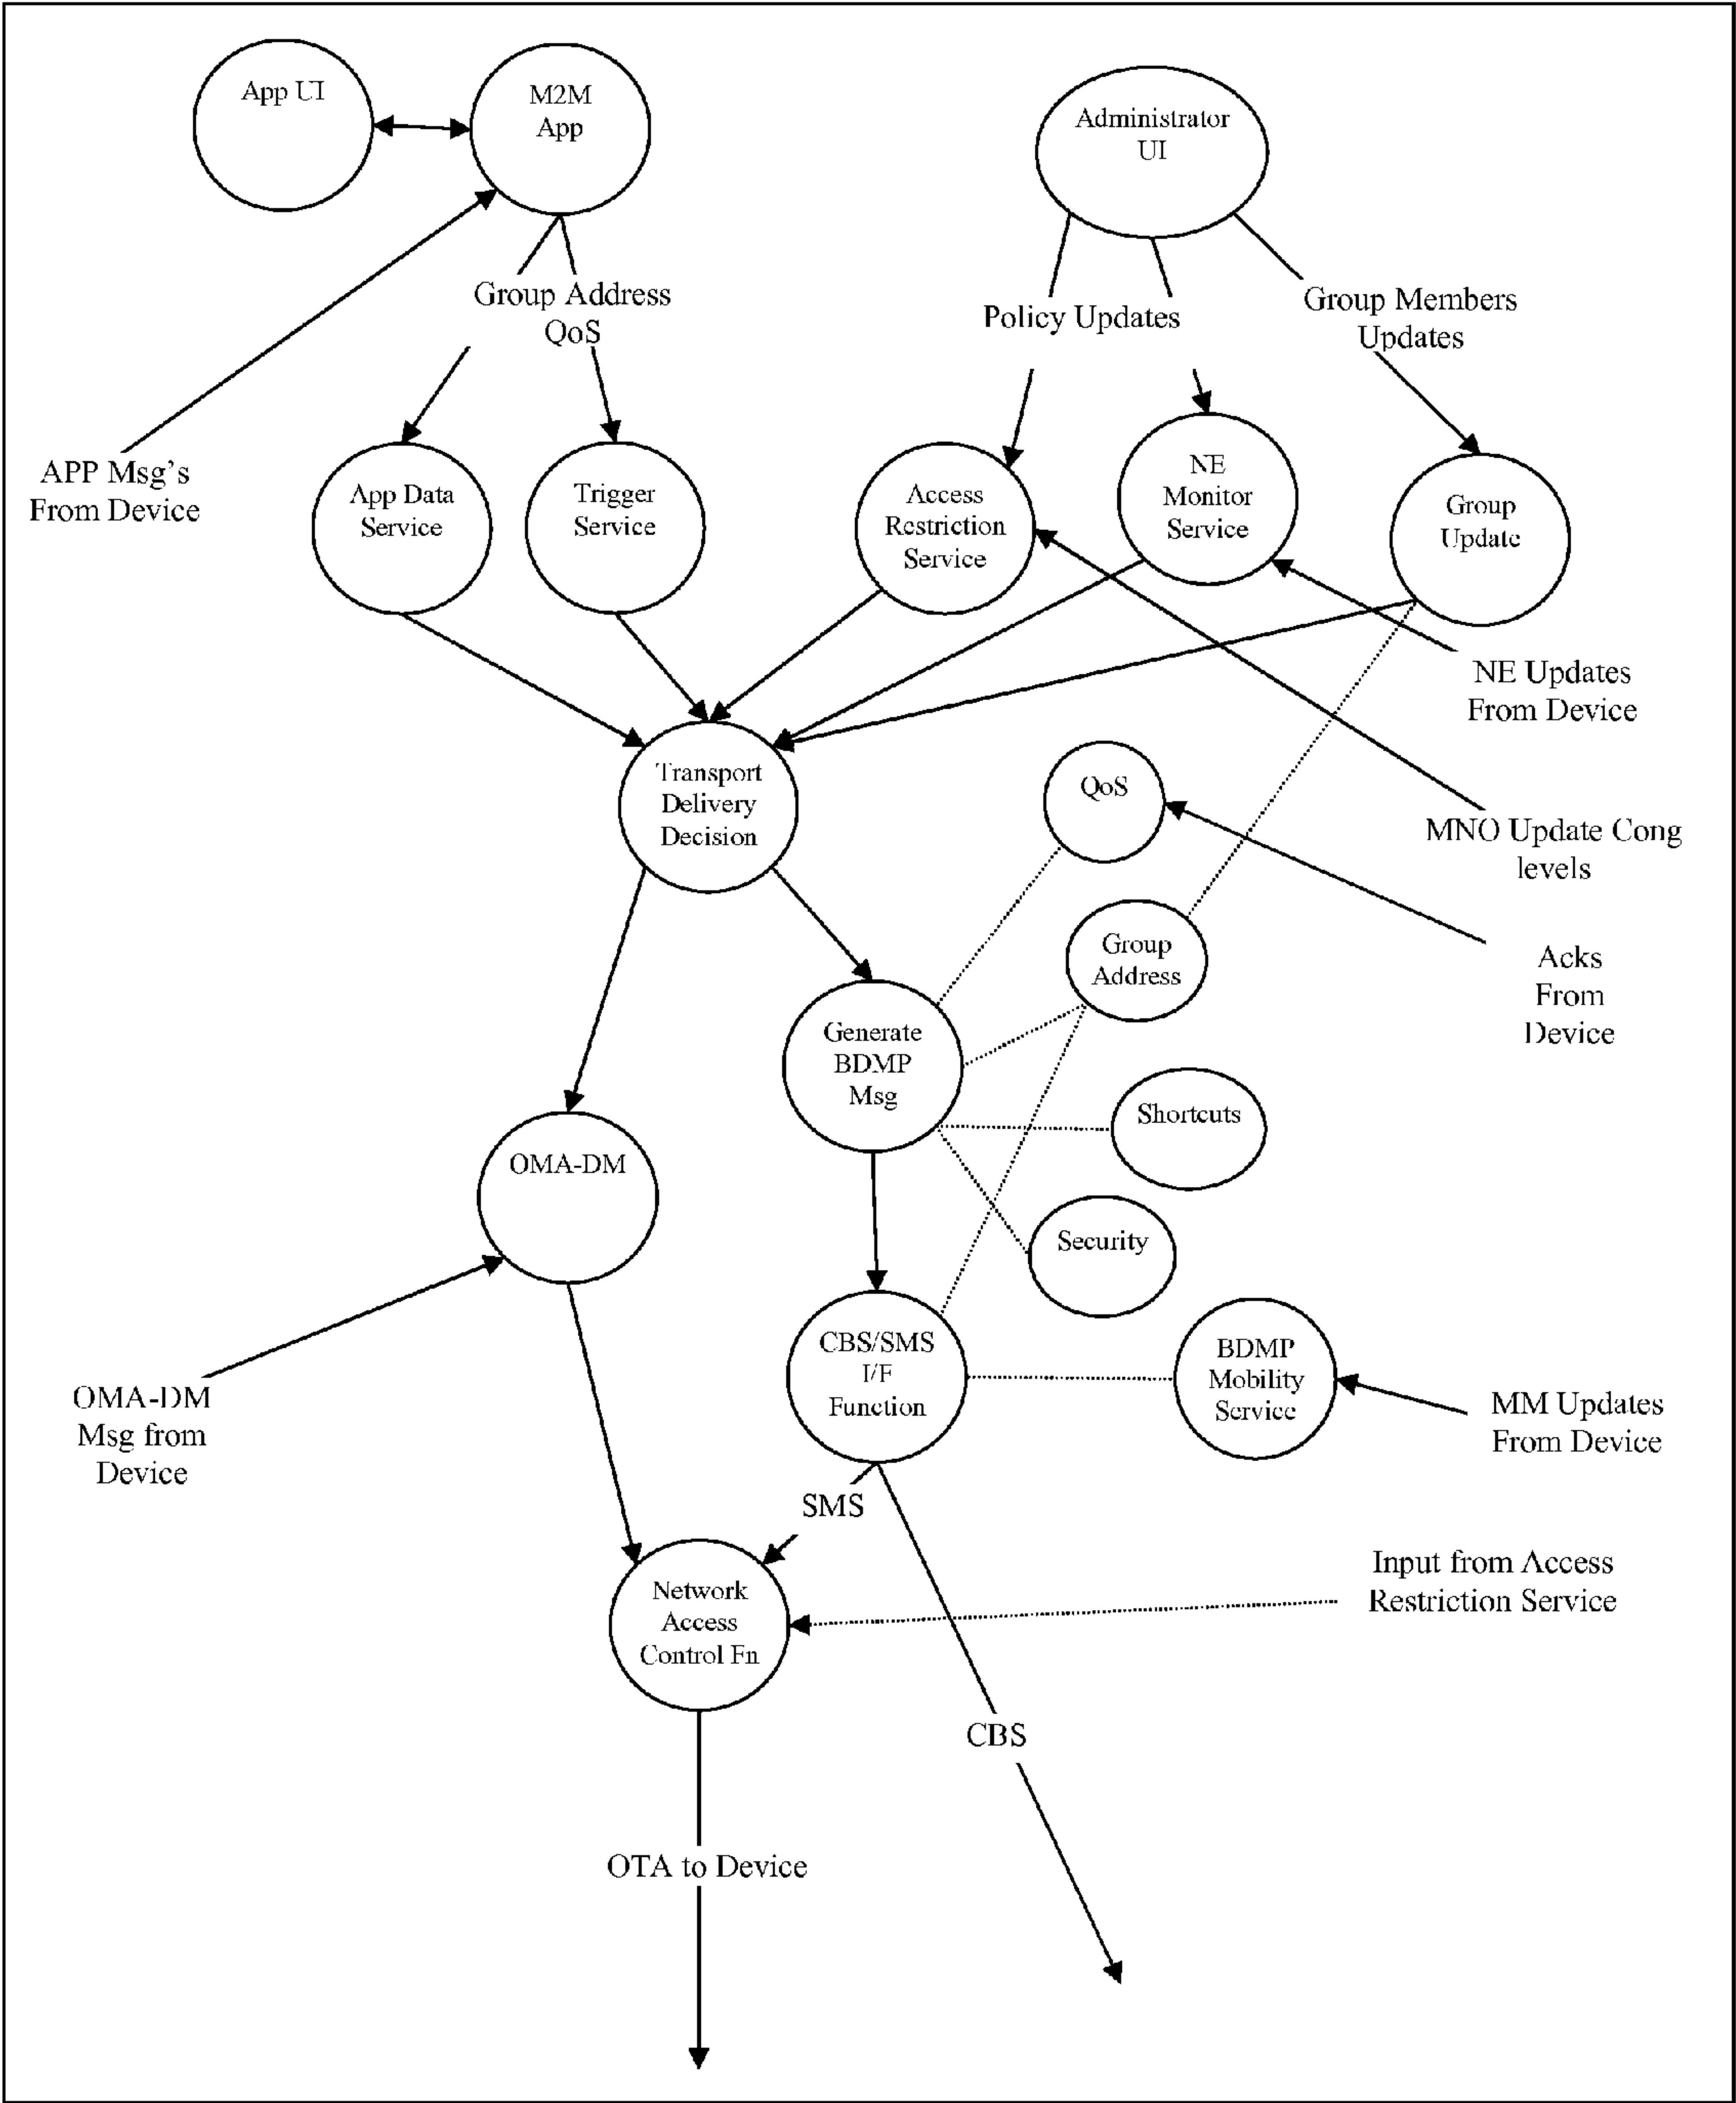 App UI
M2M
App
Administrator
UI
Group Address
QoS
Policy Updates
Group Members
Updates
APP Msg's
From Device
App Data
Service
Trigger
Service
Access
Restriction
Service
NE
Monitor
Service
Group
Update
NE Updates
From Device
Transport
Delivery
Decision
QoS
MNO Update Cong
levels
Group
Address
Acks
From
Device
Generate
BDMP
Msg
Shortcuts
OMA-DM
Security
CBS/SMS
I/F
Function
BDMP
Mobility
Service
OMA-DM
Msg from
Device
MM Updates
From Device
SMS
Input from Access
Restriction Service
Network
Access
Control Fn
CBS
OTA to Device